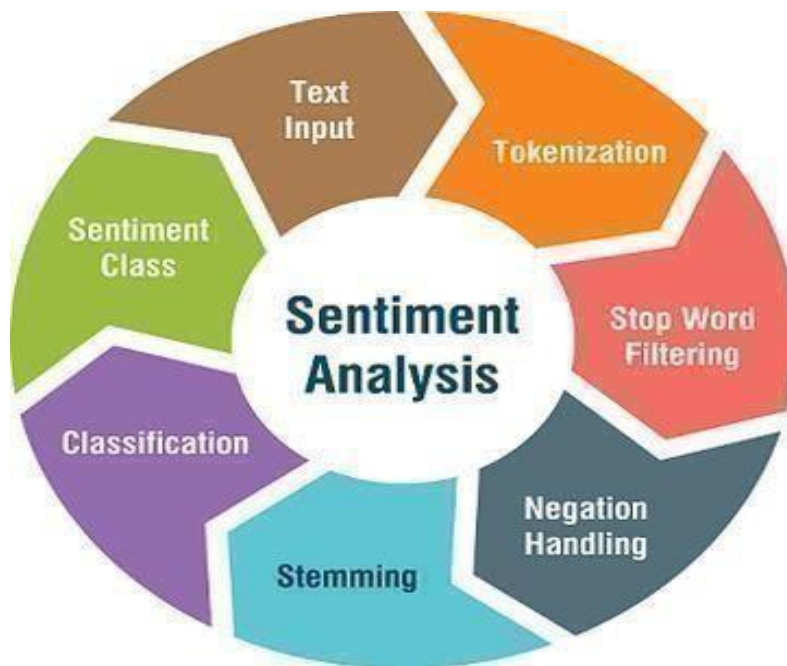 Text
Input
Tokenization
Stop Word
Filtering
Negation
Handling
Stemming
Classification
Sentiment
Class
Sentiment
Analysis